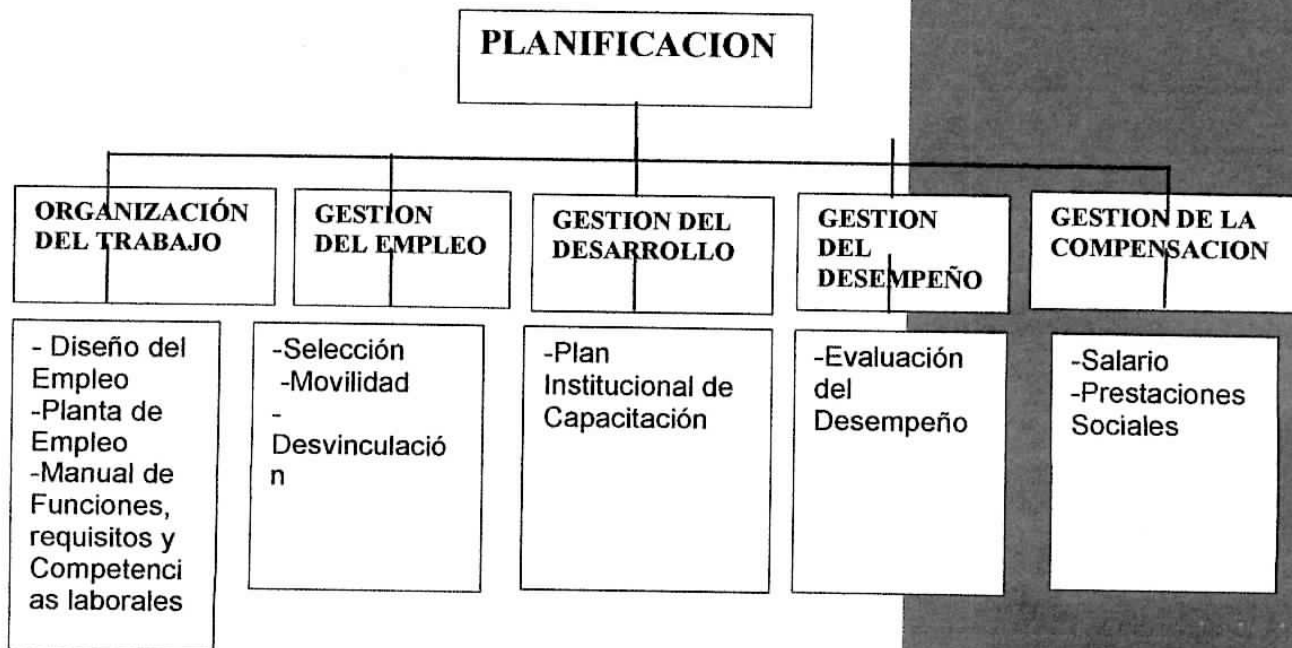 PLANIFICACION
ORGANIZACIÓN
DEL TRABAJO
GESTION
DEL EMPLEO
GESTION DEL
DESARROLLO
GESTION
DEL
DESEMPEÑO
GESTION DE LA
COMPENSACION
- Diseño del
Empleo
-Planta de
Empleo
-Manual de
Funciones,
requisitos y
Competenci
as laborales
-Selección
-Movilidad
-
Desvinculació
n
-Plan
Institucional de
Capacitación
-Evaluación
del
Desempeño
-Salario
-Prestaciones
Sociales